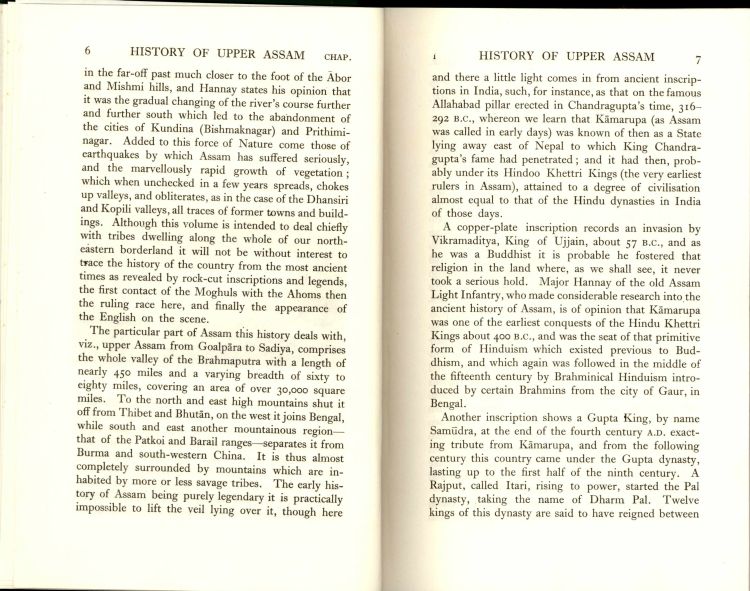 6 HISTORY OF UPPER ASSAM CHAP.
in the far-off past much closer to the foot of the Ābor
and Mishmi hills, and Hannay states his opinion that
it was the gradual changing of the river's course further
and further south which led to the abandonment of
the cities of Kundina (Bishmaknagar) and Prithimi-
nagar. Added to this force of Nature come those of
earthquakes by which Assam has suffered seriously,
and the marvellously rapid growth of vegetation;
which when unchecked in a few years spreads, chokes
up valleys, and obliterates, as in the case of the Dhansiri
and Kopili valleys, all traces of former towns and build-
ings. Although this volume is intended to deal chiefly
with tribes dwelling along the whole of our north-
eastern borderland it will not be without interest to
trace the history of the country from the most ancient
times as revealed by rock-cut inscriptions and legends,
the first contact of the Moghuls with the Ahoms then
the ruling race here, and finally the appearance of
the English on the scene.
The particular part of Assam this history deals with,
viz., upper Assam from Goalpāra to Sadiya, comprises
the whole valley of the Brahmaputra with a length of
nearly 450 miles and a varying breadth of sixty to
eighty miles, covering an area of over 30,000 square
miles. To the north and east high mountains shut it
off from Thibet and Bhutān, on the west it joins Bengal,
while south and east another mountainous region—
that of the Patkoi and Barail ranges—separates it from
Burma and south-western China. It is thus almost
completely surrounded by mountains which are in-
habited by more or less savage tribes. The early his-
tory of Assam being purely legendary it is practically
impossible to lift the veil lying over it, though here
I HISTORY OF UPPER ASSAM 7
and there a little light comes in from ancient inscrip-
tions in India, such, for instance, as that on the famous
Allahabad pillar erected in Chandragupta's time, 316–
292 B.C., whereon we learn that Kāmarupa (as Assam
was called in early days) was known of then as a State
lying away east of Nepal to which King Chandra-
gupta's fame had penetrated; and it had then, prob-
ably under its Hindoo Khettri Kings (the very earliest
rulers in Assam), attained to a degree of civilisation
almost equal to that of the Hindu dynasties in India
of those days.
A copper-plate inscription records an invasion by
Vikramaditya, King of Ujjain, about 57 B.C., and as
he was a Buddhist it is probable he fostered that
religion in the land where, as we shall see, it never
took a serious hold. Major Hannay of the old Assam
Light Infantry, who made considerable research into the
ancient history of Assam, is of opinion that Kāmarupa
was one of the earliest conquests of the Hindu Khettri
Kings about 400 B.C., and was the seat of that primitive
form of Hinduism which existed previous to Bud-
dhism, and which again was followed in the middle of
the fifteenth century by Brahminical Hinduism intro-
duced by certain Brahmins from the city of Gaur, in
Bengal.
Another inscription shows a Gupta King, by name
Samūdra, at the end of the fourth century A.D. exact-
ing tribute from Kāmarupa, and from the following
century this country came under the Gupta dynasty,
lasting up to the first half of the ninth century. A
Rajput, called Itari, rising to power, started the Pal
dynasty, taking the name of Dharm Pal. Twelve
kings of this dynasty are said to have reigned between